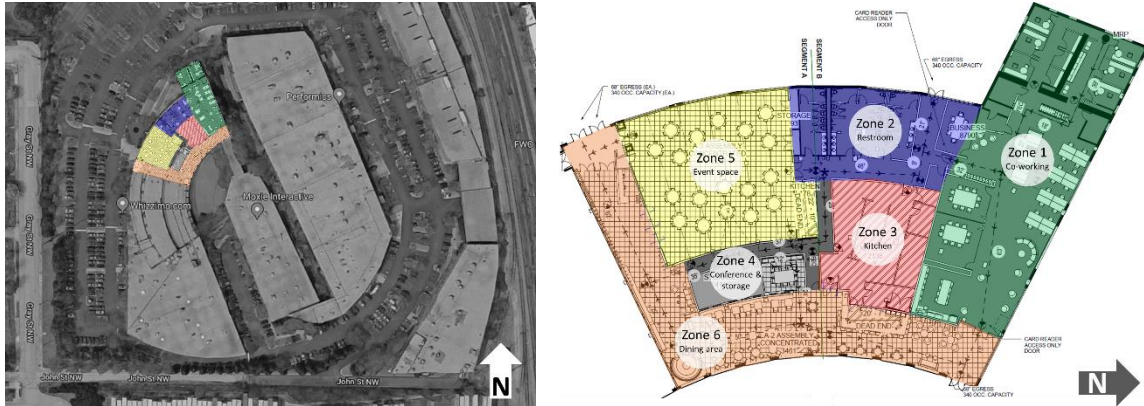 Performics
FWC
Gray St NW
Whizzimo.com
Moxie Interactive
Gray St NW
Gray St NW
John St NW
John St NW
John St NW
N
CARD READER
ACCESS ONLY
DOOR
MRP
68" EGRESS
340 OCC. CAPACITY
SEGMENT A
SEGMENT B
68" EGRESS (EA.)
340 OCC. CAPACITY (EA.)
STORAGE
Zone 2
Restroom
BUSINESS
Zone 1
Co-working
Zone 5
Event space
KITCHEN
DEAD END
Zone 3
Kitchen
Zone 4
Conference &
storage
DEAD END
Zone 6
Dining area
A-2 ASSEMBLY
CONCENTRATED
CARD READER
ACCESS ONLY
DOOR
68" EGRESS
340 OCC. CAPACITY
N